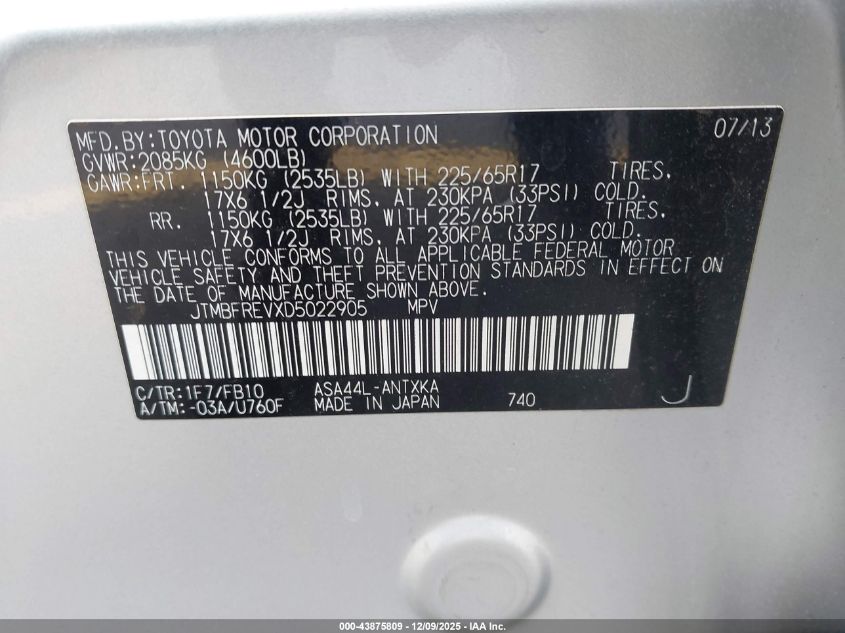 MFD.BY:TOYOTA MOTOR CORPORATION 07/13
GVWR:2085KG (4600LB)
GAWR:FRT. 1150KG (2535LB) WITH 225/65R17 TIRES.
17X6 1/2J RIMS. AT 230KPA (33PSI) COLD.
RR. 1150KG (2535LB) WITH 225/65R17 TIRES.
17X6 1/2J RIMS. AT 230KPA (33PSI) COLD.
THIS VEHICLE CONFORMS TO ALL APPLICABLE FEDERAL MOTOR
VEHICLE SAFETY AND THEFT PREVENTION STANDARDS IN EFFECT ON
THE DATE OF MANUFACTURE SHOWN ABOVE.
JTMBFREVXD5022905 MPV
C/TR:1F7/FB10 ASA44L-ANTXKA
A/TM:-03A/U760F MADE IN JAPAN 740 J
000-43875809 - 12/09/2025 - IAA Inc.